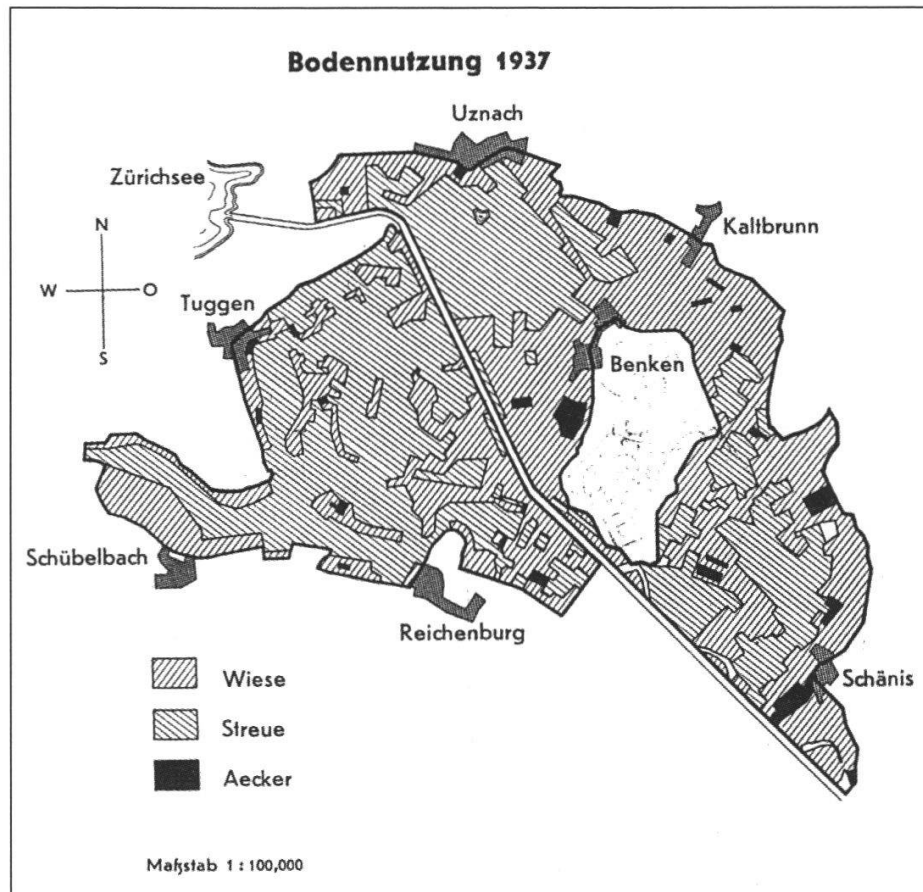 Bodennutzung 1937
Uznach
Zürichsee
Kaltbrunn
N
W O
S
Tuggen
Benken
Schübelbach
Reichenburg
Schänis
Wiese
Streue
Aecker
Maßstab 1 : 100,000